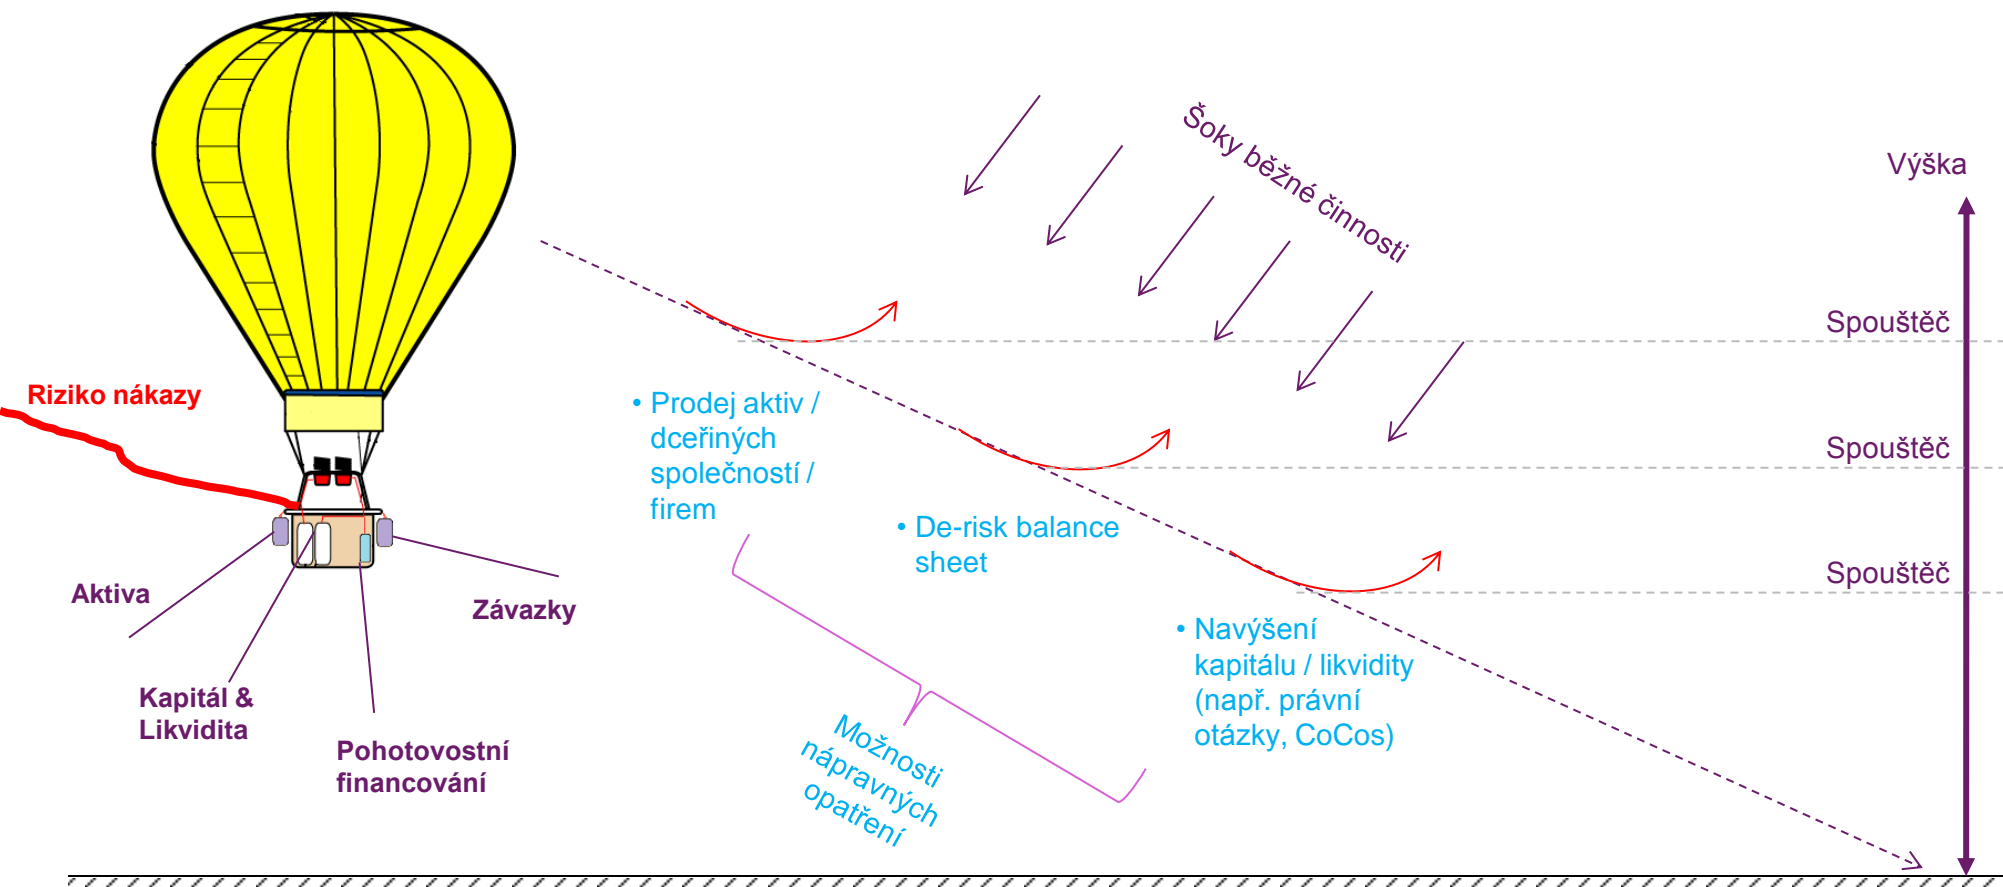 Šoky běžné činnosti
Výška
Spouštěč
Riziko nákazy
• Prodej aktiv /
dceřiných
společností /
firem
Spouštěč
• De-risk balance
sheet
Spouštěč
Aktiva
Závazky
• Navýšení
kapitálu / likvidity
(např. právní
otázky, CoCos)
Kapitál &
Likvidita
Pohotovostní
financování
Možnosti
nápravných
opatření